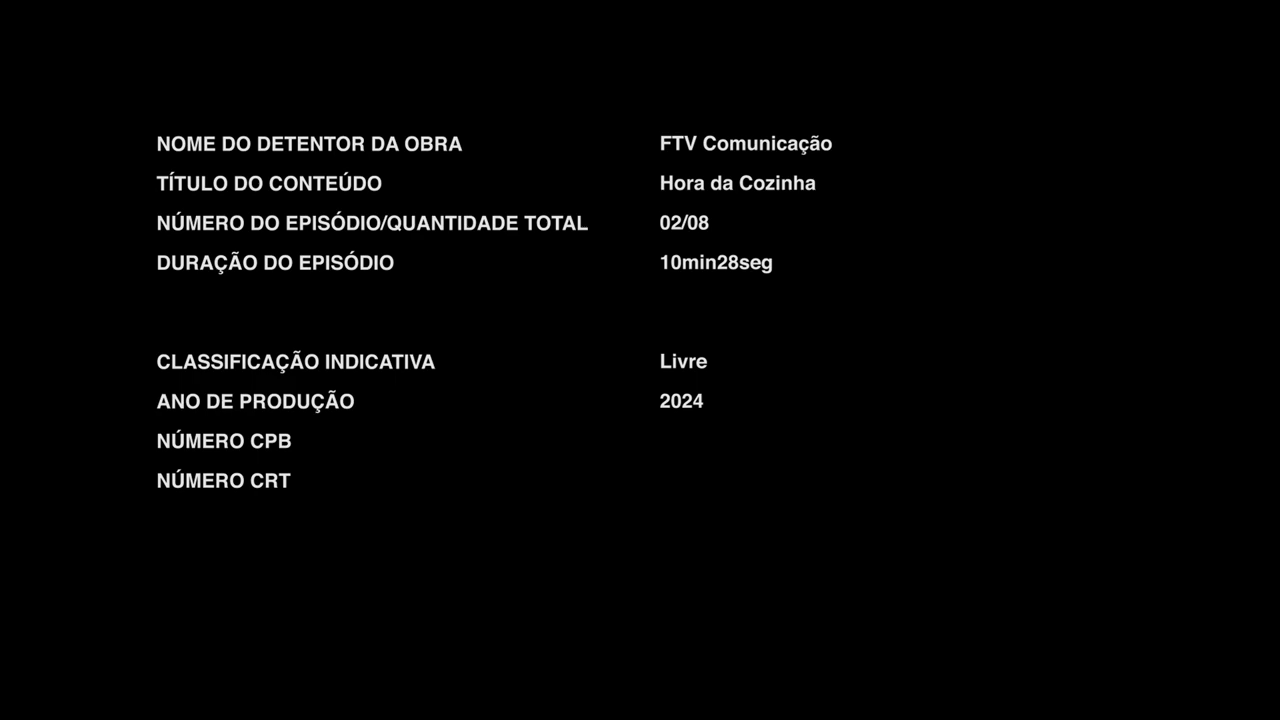 NOME DO DETENTOR DA OBRA FTV Comunicação
TÍTULO DO CONTEÚDO Hora da Cozinha
NÚMERO DO EPISÓDIO/QUANTIDADE TOTAL 02/08
DURAÇÃO DO EPISÓDIO 10min28seg
CLASSIFICAÇÃO INDICATIVA Livre
ANO DE PRODUÇÃO 2024
NÚMERO CPB
NÚMERO CRT